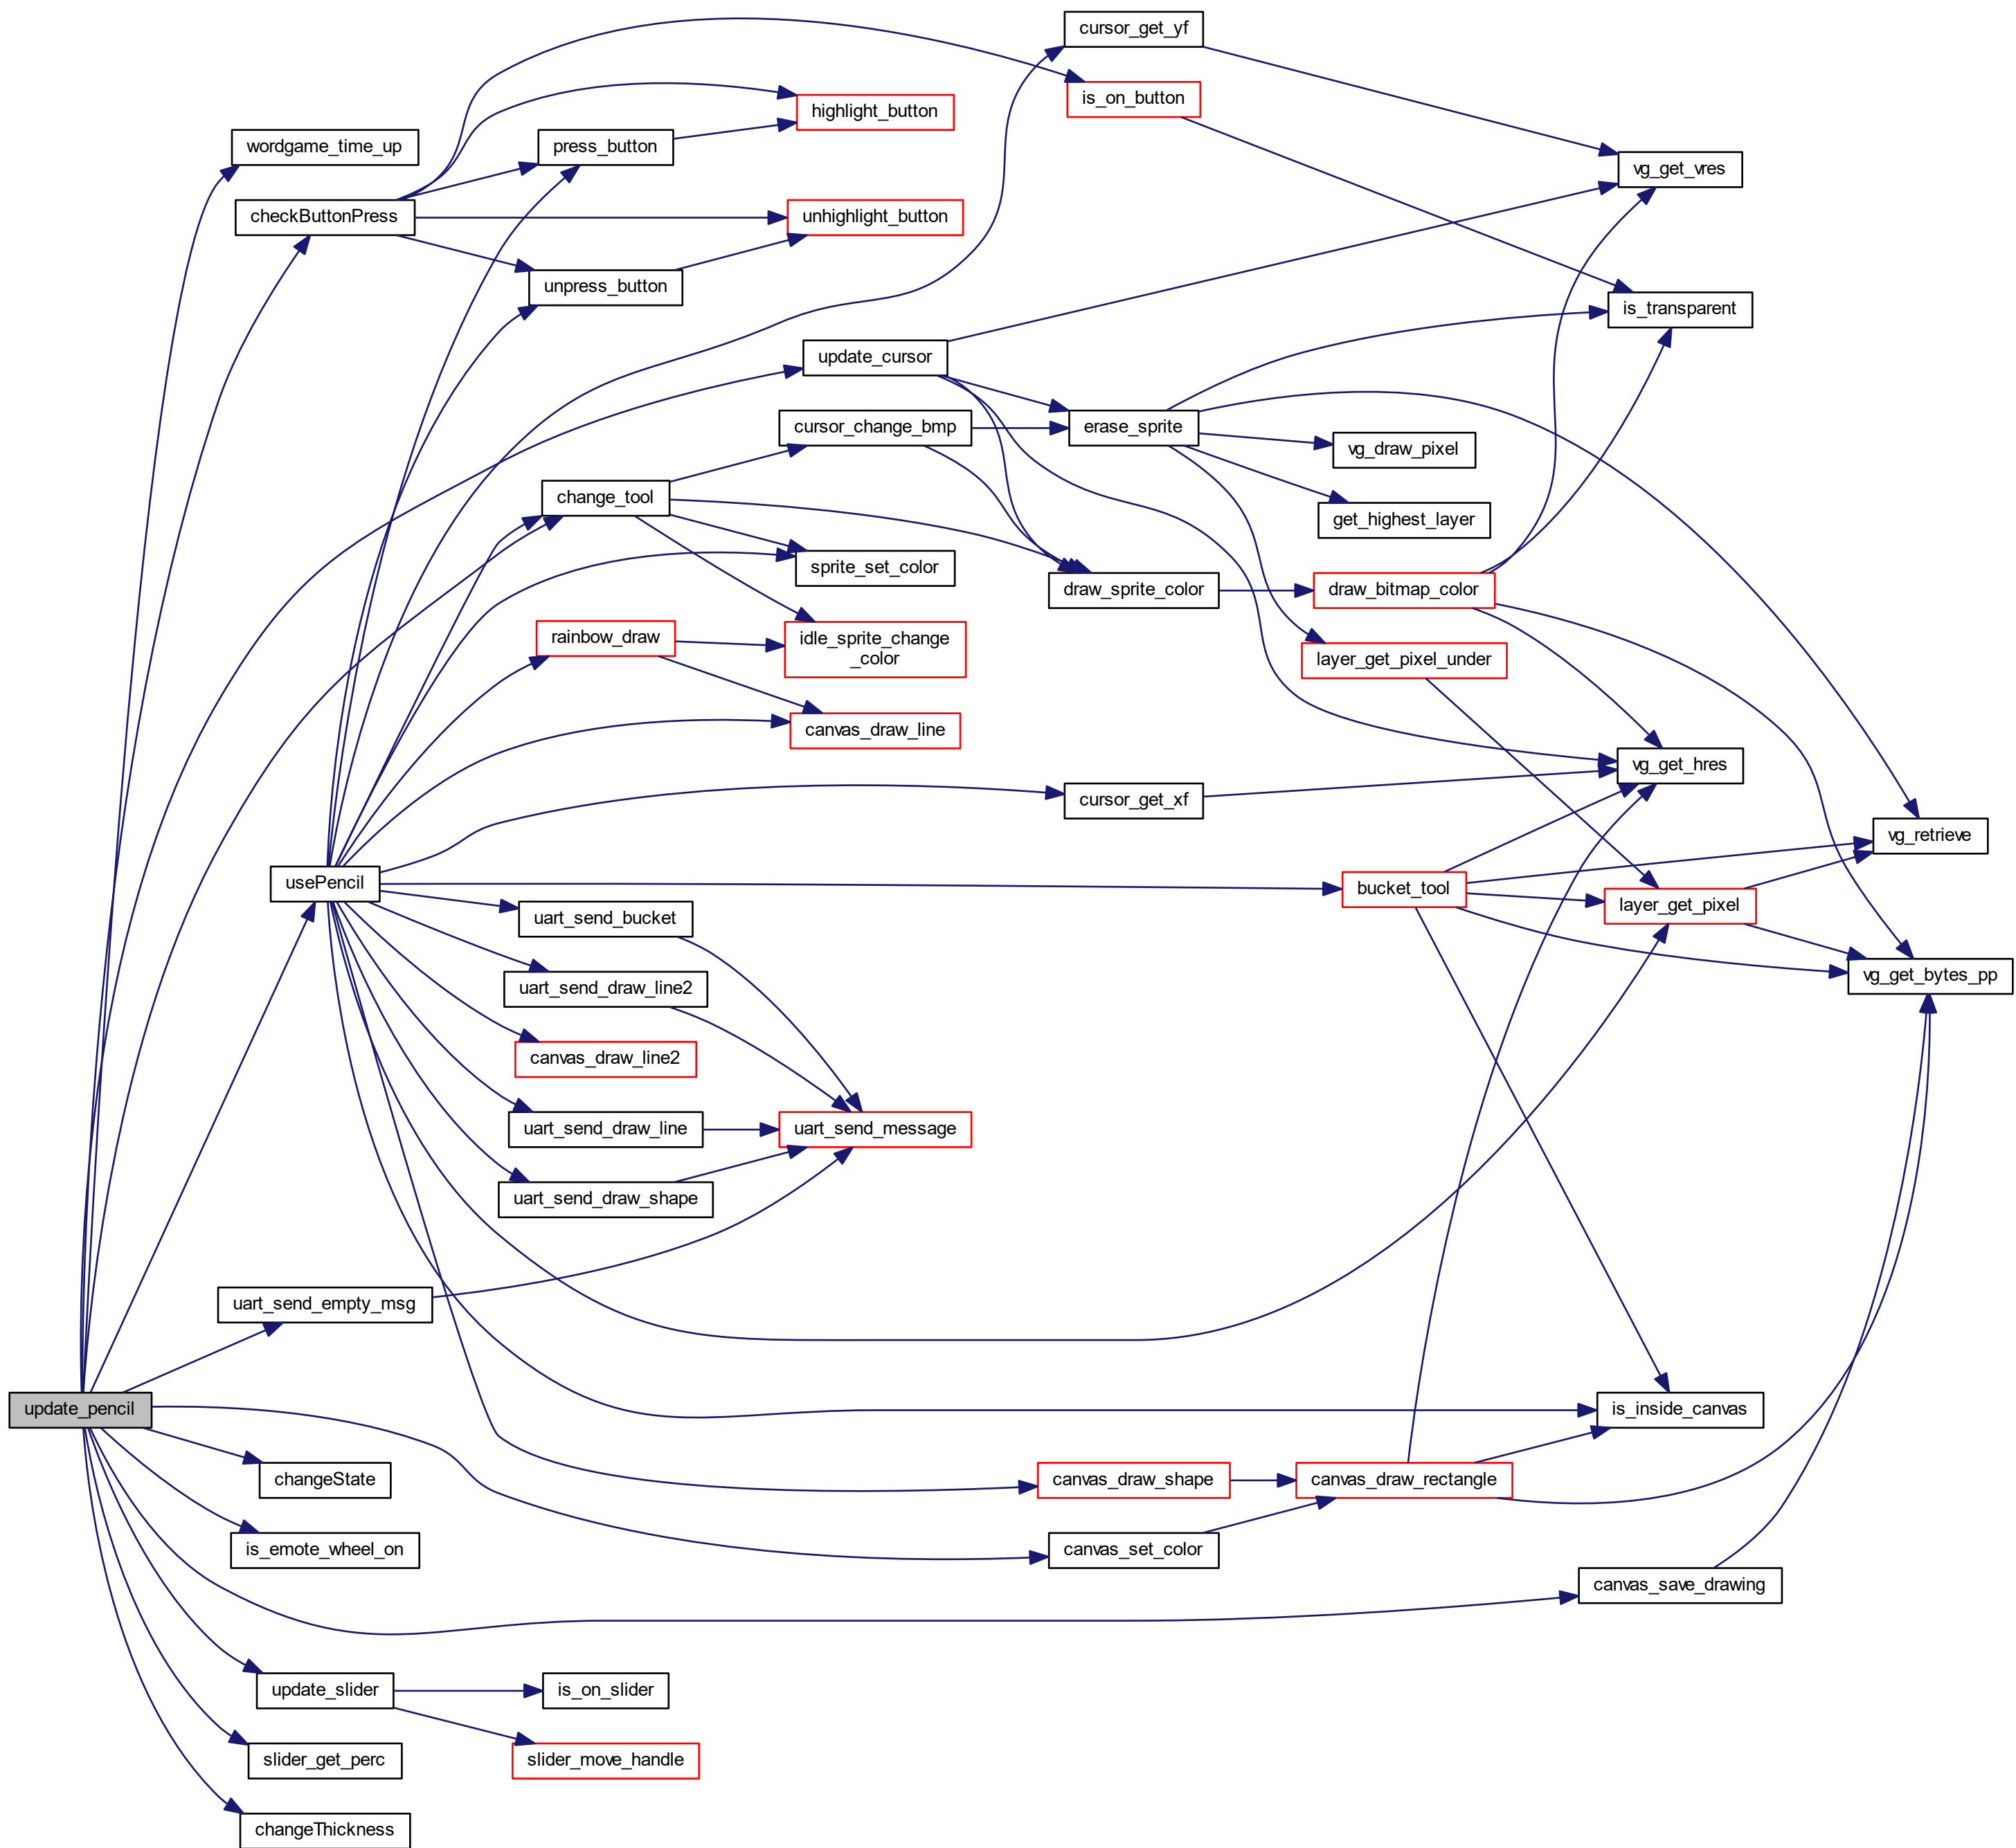 cursor_get_yf
is_on_button
highlight_button
wordgame_time_up
press_button
vg_get_vres
checkButtonPress
unhighlight_button
unpress_button
is_transparent
update_cursor
cursor_change_bmp
erase_sprite
vg_draw_pixel
change_tool
get_highest_layer
sprite_set_color
draw_sprite_color
draw_bitmap_color
rainbow_draw
idle_sprite_change
_color
layer_get_pixel_under
canvas_draw_line
vg_get_hres
cursor_get_xf
vg_retrieve
usePencil
bucket_tool
uart_send_bucket
layer_get_pixel
uart_send_draw_line2
vg_get_bytes_pp
canvas_draw_line2
uart_send_draw_line
uart_send_message
uart_send_draw_shape
uart_send_empty_msg
update_pencil
is_inside_canvas
changeState
canvas_draw_shape
canvas_draw_rectangle
is_emote_wheel_on
canvas_set_color
canvas_save_drawing
update_slider
is_on_slider
slider_get_perc
slider_move_handle
changeThickness